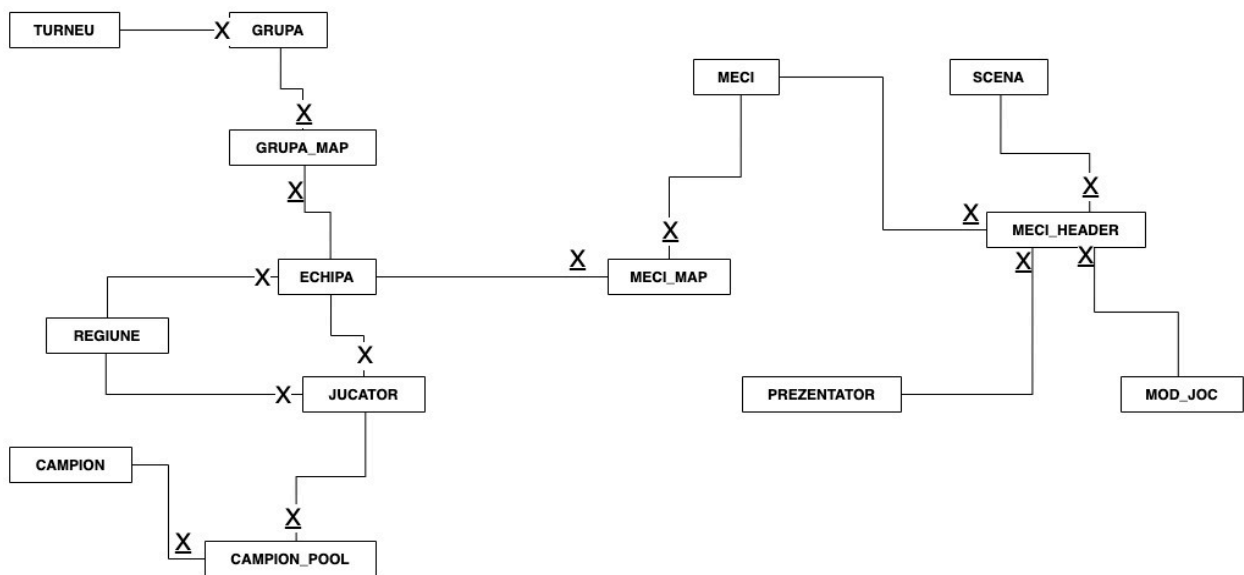 TURNEU
X
GRUPA
X
GRUPA_MAP
X
MECI
SCENA
X
X
X
MECI_HEADER
X
X
X
ECHIPA
X
MECI_MAP
REGIUNE
X
X
JUCATOR
PREZENTATOR
MOD_JOC
CAMPION
X
X
CAMPION_POOL